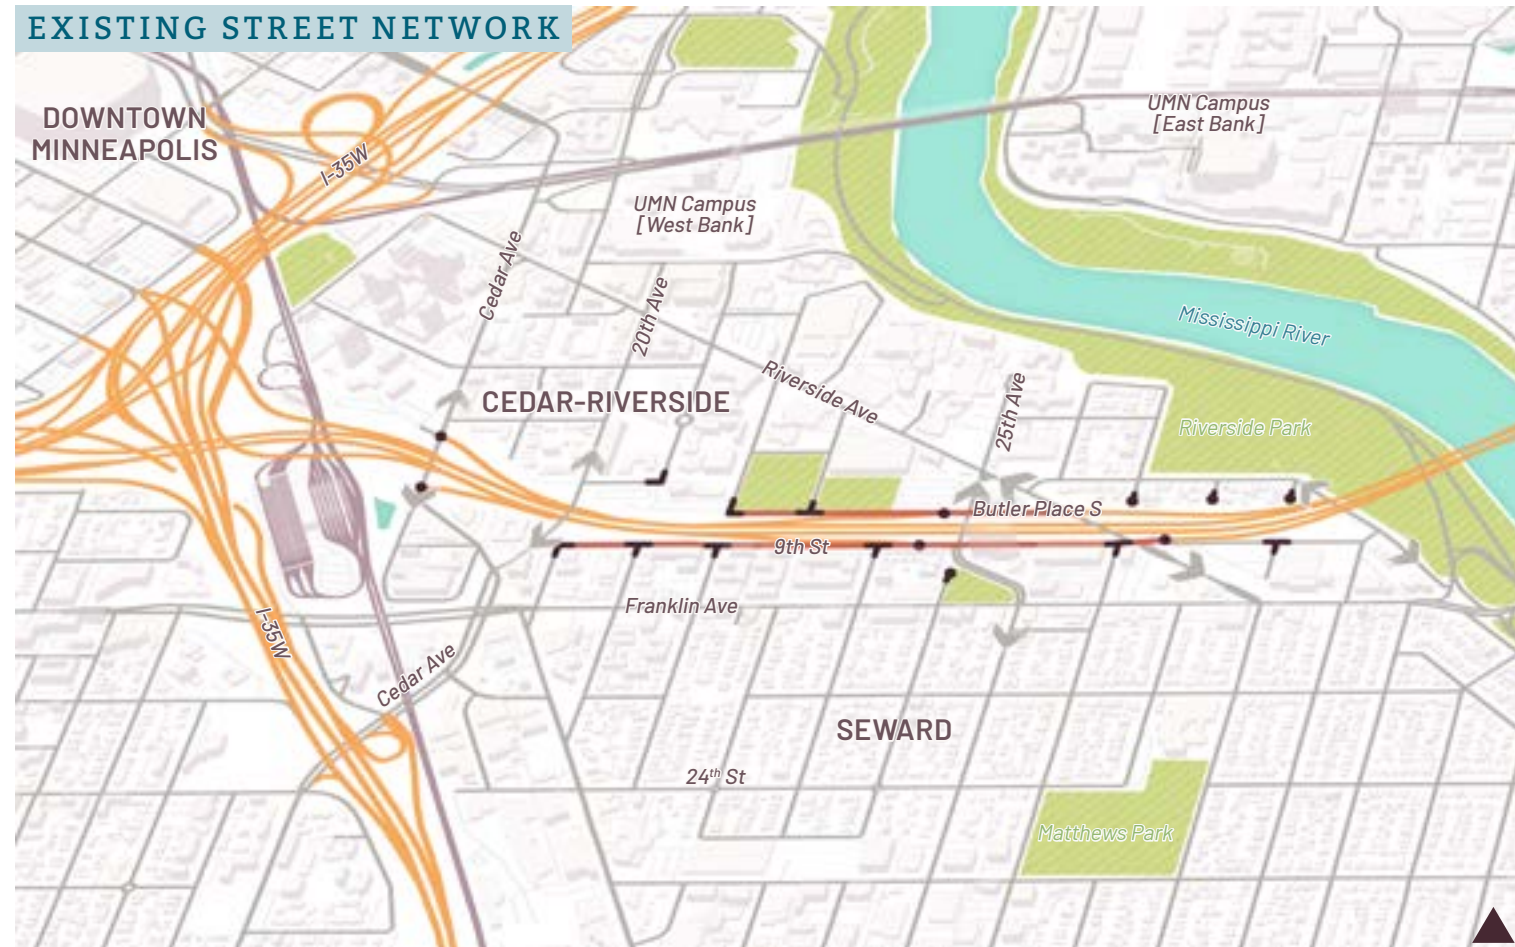 EXISTING STREET NETWORK
DOWNTOWN
MINNEAPOLIS
I-35W
UMN Campus
[East Bank]
UMN Campus
[West Bank]
Cedar Ave
20th Ave
Mississippi River
Riverside Ave
25th Ave
CEDAR-RIVERSIDE
Riverside Park
Butler Place S
9th St
Franklin Ave
I-35W
Cedar Ave
SEWARD
24th St
Matthews Park